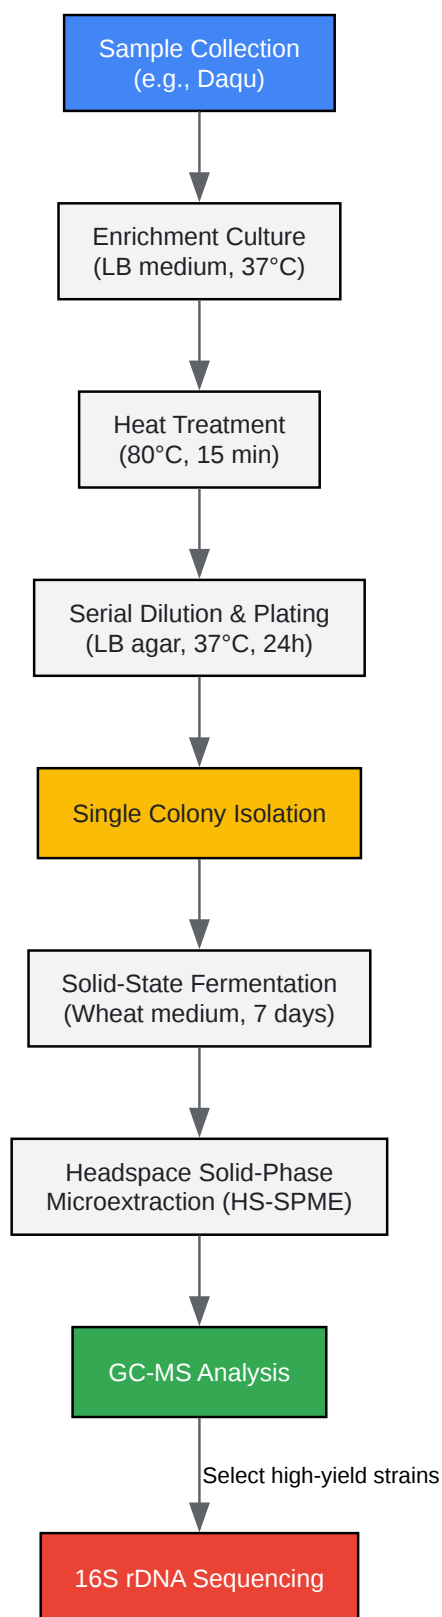 Sample Collection
(e.g., Daqu)
Enrichment Culture
(LB medium, 37°C)
Heat Treatment
(80°C, 15 min)
Serial Dilution & Plating
(LB agar, 37°C, 24h)
Single Colony Isolation
Solid-State Fermentation
(Wheat medium, 7 days)
Headspace Solid-Phase
Microextraction (HS-SPME)
GC-MS Analysis
Select high-yield strains
16S rDNA Sequencing